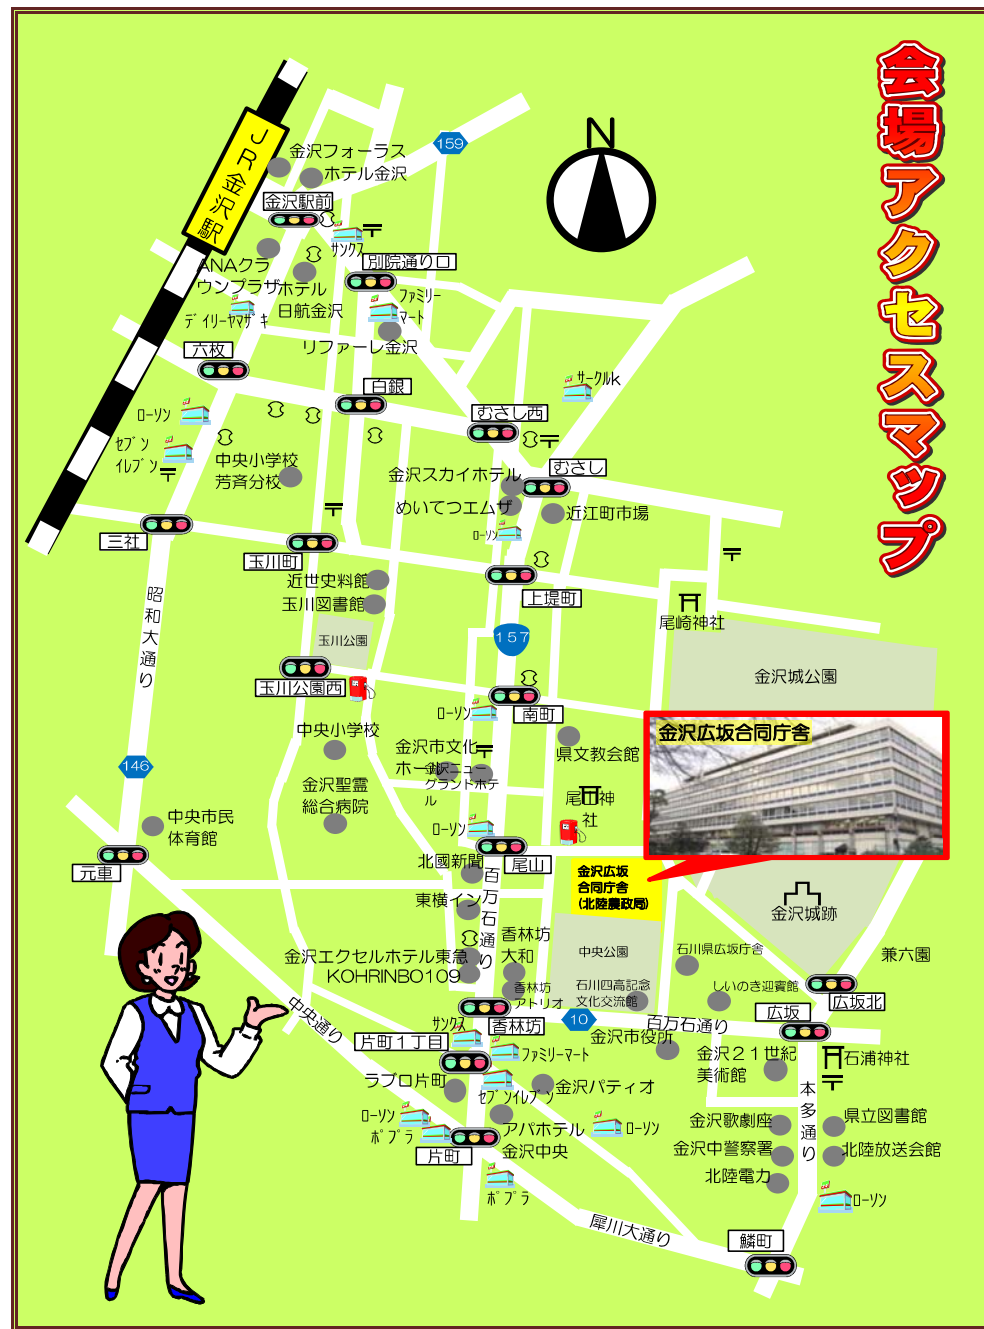 会場アクセスマップ
N
JR金沢駅
金沢フォーラス
ホテル金沢
159
金沢駅前
サンクス
別院通り口
ANAクラ
ウンプラザ
ホテル
日航金沢
ファミリー
マート
デイリーヤマザキ
リファーレ金沢
六枚
白銀
サークルK
むさし西
ローソン
セブン
イレブン
中央小学校
芳斉分校
金沢スカイホテル
むさし
めいてつエムザ
近江町市場
ローソン
三社
玉川町
近世史料館
玉川図書館
上堤町
尾崎神社
昭和大通り
玉川公園
157
金沢城公園
玉川公園西
ローソン
南町
金沢広坂合同庁舎
中央小学校
金沢市文化
ホール
金沢ニュー
グランドホテ
ル
県文教会館
146
金沢聖霊
総合病院
尾山神
社
中央市民
体育館
ローソン
元車
北國新聞
尾山
金沢広坂
合同庁舎
(北陸農政局)
百万石通り
東横イン
金沢城跡
香林坊
大和
中央公園
石川県広坂庁舎
兼六園
金沢エクセルホテル東急
KOHRINBO109
香林坊
アトリオ
石川四高記念
文化交流館
しいのき迎賓館
広坂北
中央通り
サンクス
香林坊
10
百万石通り
広坂
片町1丁目
金沢市役所
ファミリーマート
金沢21世紀
美術館
石浦神社
ラブロ片町
セブンイレブン
金沢パティオ
本多通り
ローソン
ポプラ
アパホテル
金沢中央
ローソン
金沢歌劇座
県立図書館
片町
金沢中警察署
北陸放送会館
北陸電力
ポプラ
ローソン
犀川大通り
鱗町